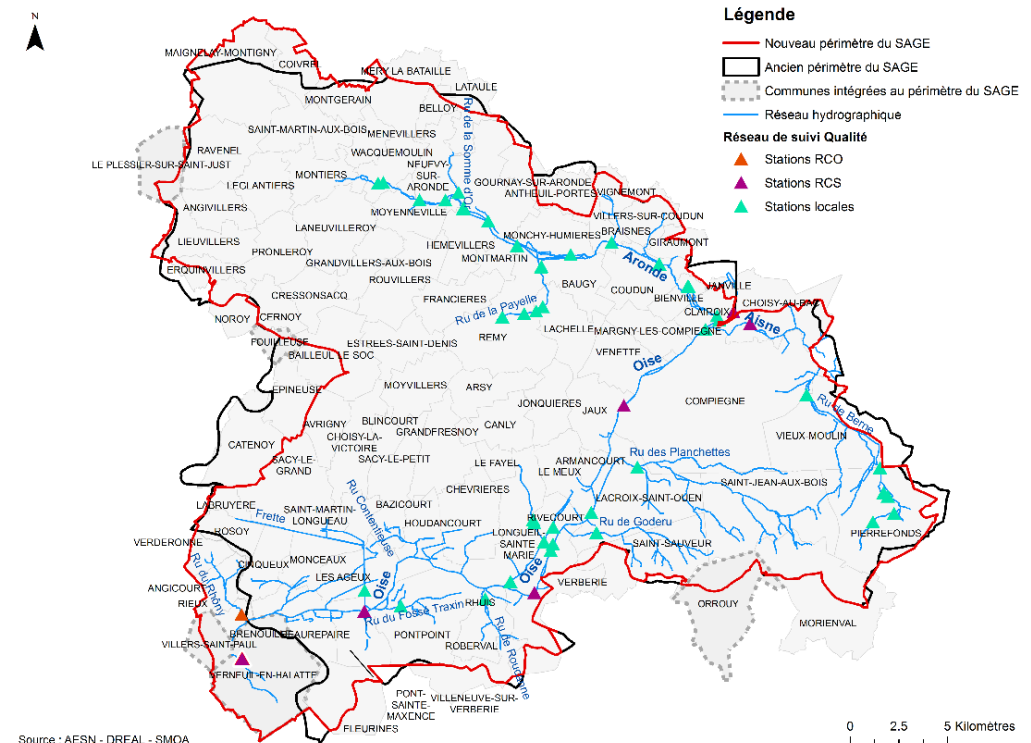 N
Légende
Nouveau périmètre du SAGE
Ancien périmètre du SAGE
Communes intégrées au périmètre du SAGE
Réseau hydrographique
Réseau de suivi Qualité
Stations RCO
Stations RCS
Stations locales
MAIGNELAY-MONTIGNY
COIVREL
MERY LA BATAILLE
LATAULE
MONTGERAIN
BELLOY
SAINT-MARTIN-AUX-BOIS
MENEVILLERS
RAVENEL
WACQUEMOULIN
LE PLESSIER-SUR-SAINT-JUST
NEUFVY-
SUR-
ARONDE
Ru de la Somme d'Or
MONTIERS
LEGLANTIERS
GOURNAY-SUR-ARONDE
ANTHEUIL-PORTES
VIGNEMONT
ANGIVILLERS
MOYENNEVILLE
VILLERS-SUR-COUDUN
LANEUVILLEROY
BRAISNES
LIEUVILLERS
PRONLEROY
HEMEVILLERS
MONCHY-HUMIERES
GIRAUMONT
MONTMARTIN
GRANDVILLERS-AUX-BOIS
ERQUINVILLERS
ROUVILLERS
Aronde
BAUGY
COUDUN
JANVILLE
CRESSONSACQ
FRANCIERES
BIENVILLE
CHOISY-AU-BAC
NOROY
CERNOY
Ru de la Payelle
CLAIROIX
Aisne
LACHELLE
MARGNY-LES-COMPIEGNE
FOUILLEUSE
REMY
ESTREES-SAINT-DENIS
BAILLEUL LE SOC
VENETTE
Oise
EPINEUSE
MOYVILLERS
ARSY
COMPIEGNE
JONQUIERES
JAUX
Ru de Berne
AVRIGNY
BLINCOURT
CANLY
CHOISY-LA-
VICTOIRE
GRANDFRESNOY
VIEUX-MOULIN
CATENOY
SACY-LE-
GRAND
SACY-LE-PETIT
LE FAYEL
ARMANCOURT
Ru des Planchettes
LE MEUX
SAINT-JEAN-AUX-BOIS
CHEVRIERES
LABRUYERE
Ru Contentieuse
BAZICOURT
LACROIX-SAINT-OUEN
SAINT-MARTIN-
LONGUEAU
Frette
HOUDANCOURT
RIVECOURT
Ru de Goderu
ROSOY
LONGUEIL-
SAINTE
MARIE
PIERREFONDS
VERDERONNE
SAINT-SAUVEUR
MONCEAUX
CINQUEUX
Ru du Rhôny
LES AGEUX
Oise
Oise
VERBERIE
ANGICOURT
RIEUX
RHUIS
ORROUY
Ru du Fossé Traxin
MORIENVAL
BRENOUILLE
BEAUREPAIRE
PONTPOINT
VILLERS-SAINT-PAUL
ROBERVAL
Ru de Roucanne
VERNEUIL-EN-HALATTE
PONT-
SAINTE-
MAXENCE
VILLENEUVE-SUR-
VERBERIE
FLEURINES
0 2.5 5 Kilomètres
Source : AESN - DREAL - SMOA